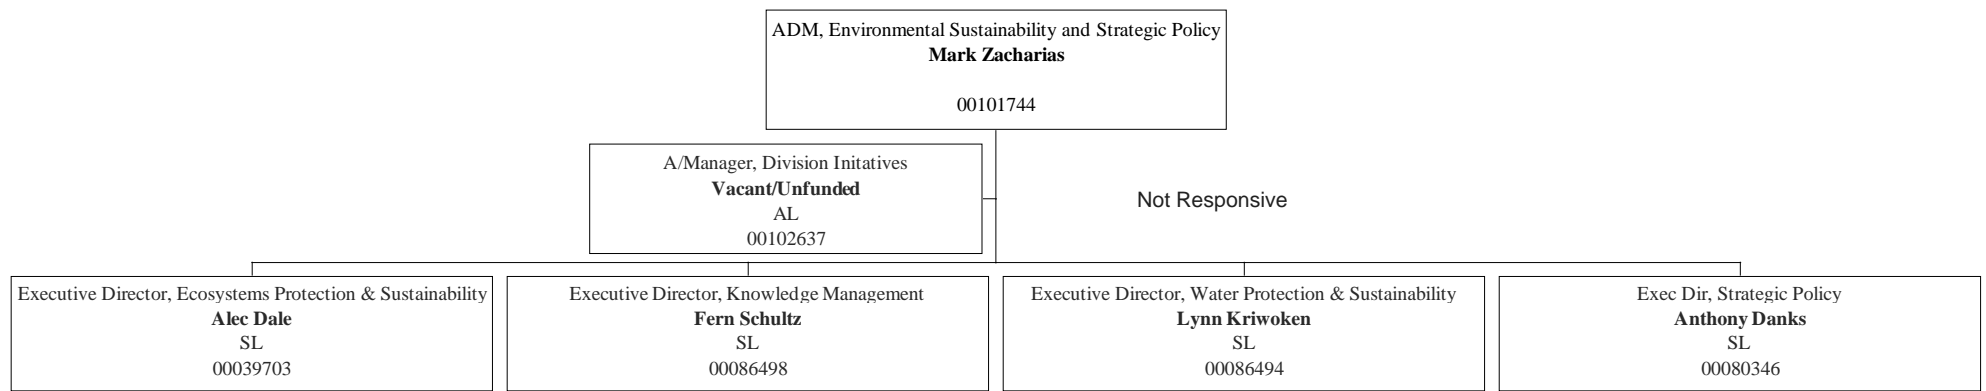 ADM, Environmental Sustainability and Strategic Policy
Mark Zacharias
00101744
A/Manager, Division Initatives
Vacant/Unfunded
AL
00102637
Not Responsive
Executive Director, Ecosystems Protection & Sustainability
Alec Dale
SL
00039703
Executive Director, Knowledge Management
Fern Schultz
SL
00086498
Executive Director, Water Protection & Sustainability
Lynn Kriwoken
SL
00086494
Exec Dir, Strategic Policy
Anthony Danks
SL
00080346